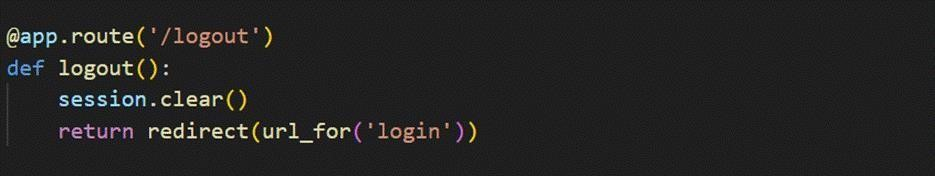 @app.route('/logout')
def logout():
    session.clear()
    return redirect(url_for('login'))